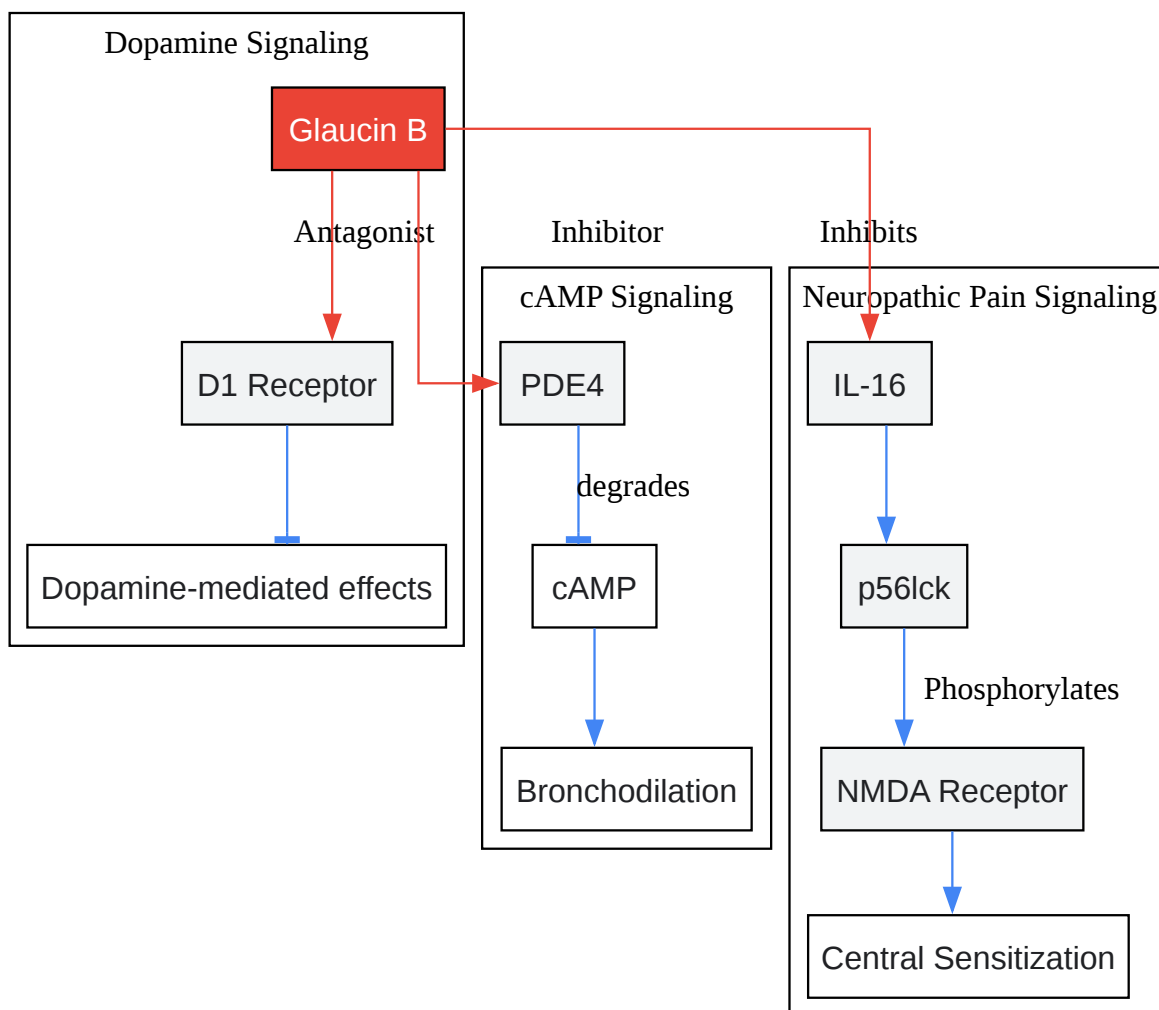 Dopamine Signaling
Glaucin B
Antagonist
Inhibitor
Inhibits
cAMP Signaling
Neuropathic Pain Signaling
D1 Receptor
PDE4
IL-16
degrades
Dopamine-mediated effects
cAMP
p56lck
Phosphorylates
Bronchodilation
NMDA Receptor
Central Sensitization